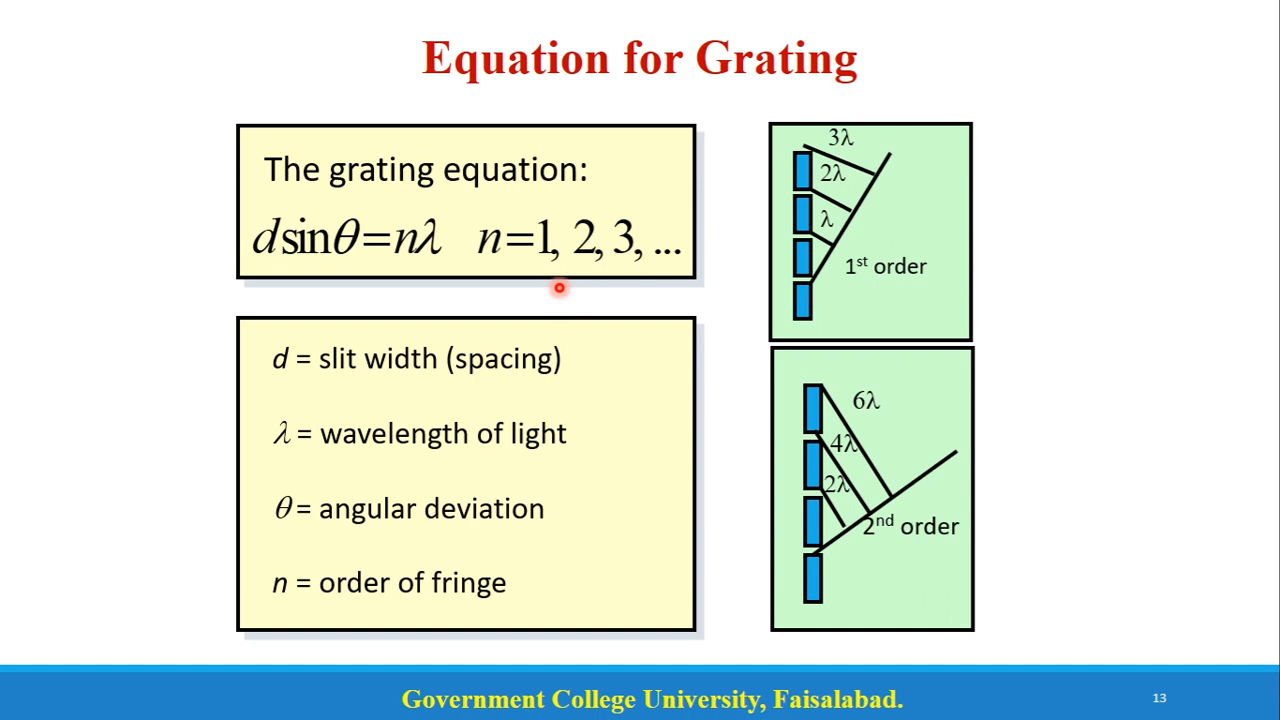 Equation for Grating
The grating equation:
d sinθ = nλ n = 1, 2, 3, ...
d = slit width (spacing)
λ = wavelength of light
θ = angular deviation
n = order of fringe
3λ
2λ
λ
1st order
6λ
4λ
2λ
2nd order
Government College University, Faisalabad.
13